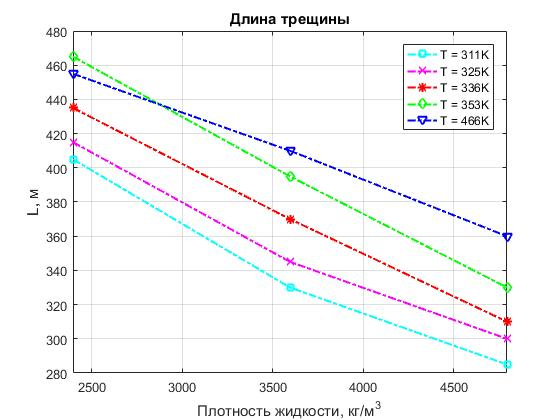 Длина трещины
480
460
440
420
400
380
360
340
320
300
280
L, м
T = 311K
T = 325K
T = 336K
T = 353K
T = 466K
2500 3000 3500 4000 4500
Плотность жидкости, кг/м³